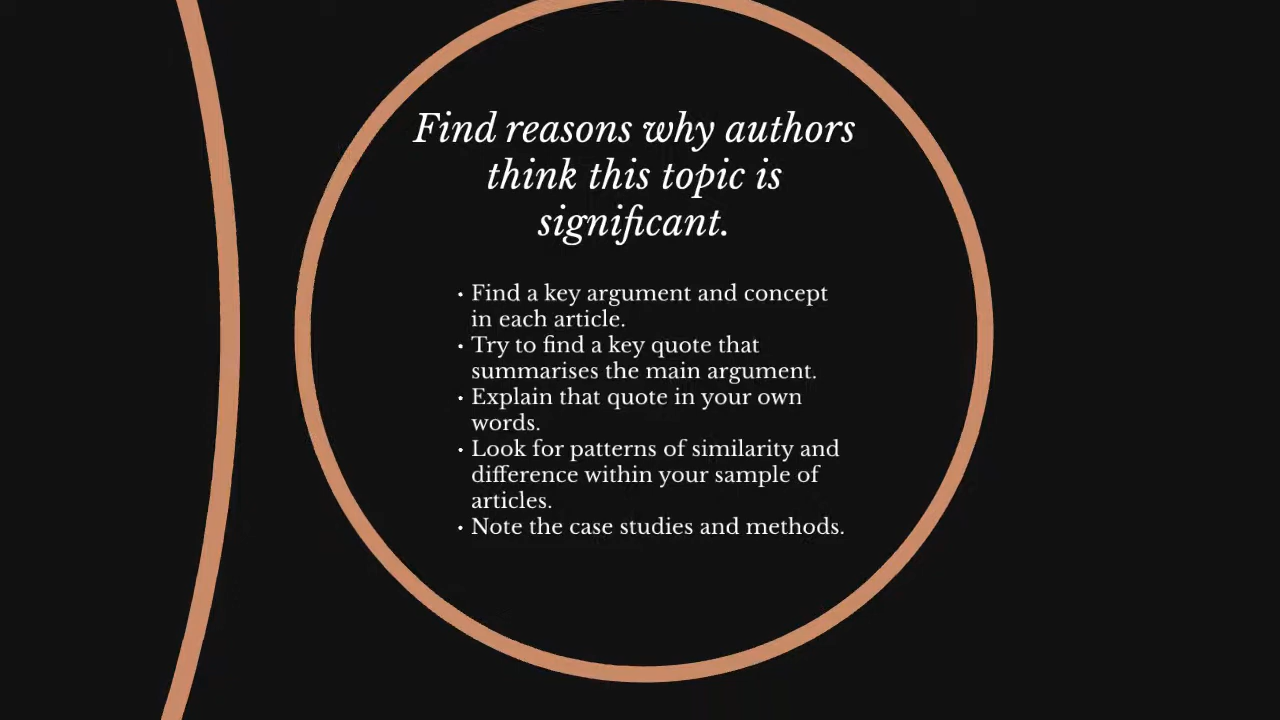 Find reasons why authors
think this topic is
significant.
• Find a key argument and concept
in each article.
• Try to find a key quote that
summarises the main argument.
• Explain that quote in your own
words.
• Look for patterns of similarity and
difference within your sample of
articles.
• Note the case studies and methods.